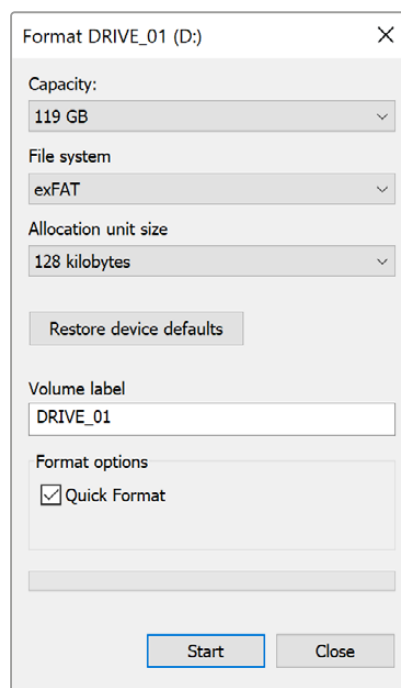 Format DRIVE_01 (D:)
Capacity:
119 GB
File system
exFAT
Allocation unit size
128 kilobytes
Restore device defaults
Volume label
DRIVE_01
Format options
Quick Format
Start Close